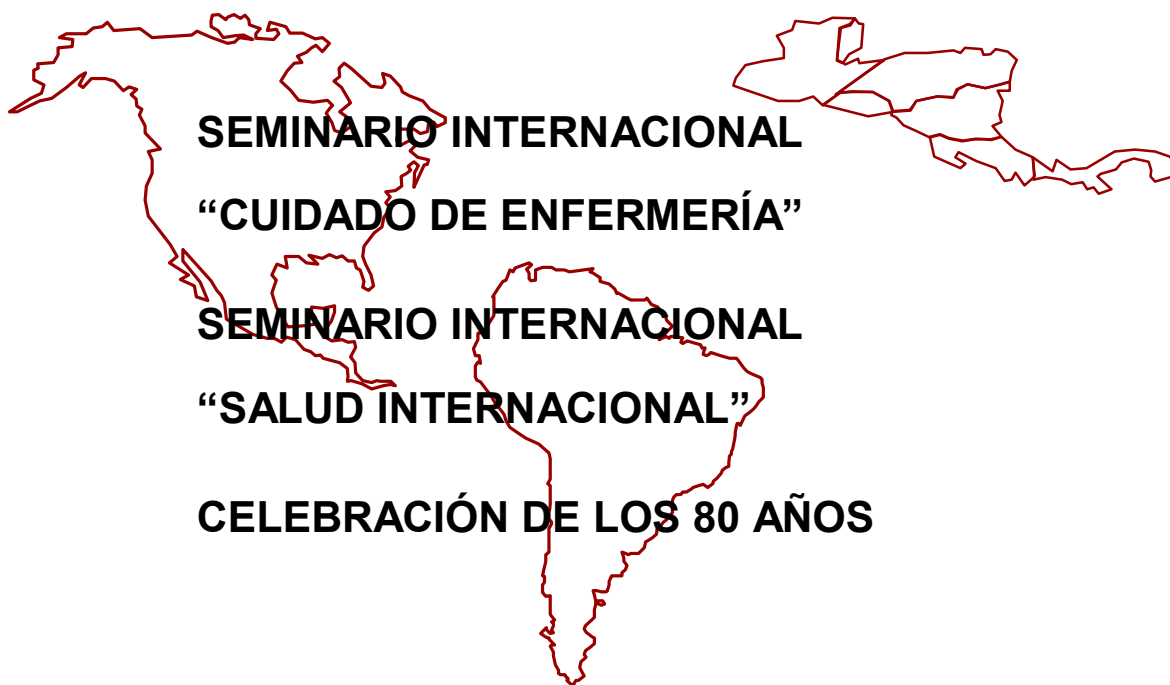 SEMINARIO INTERNACIONAL
“CUIDADO DE ENFERMERÍA”
SEMINARIO INTERNACIONAL
“SALUD INTERNACIONAL”
CELEBRACIÓN DE LOS 80 AÑOS